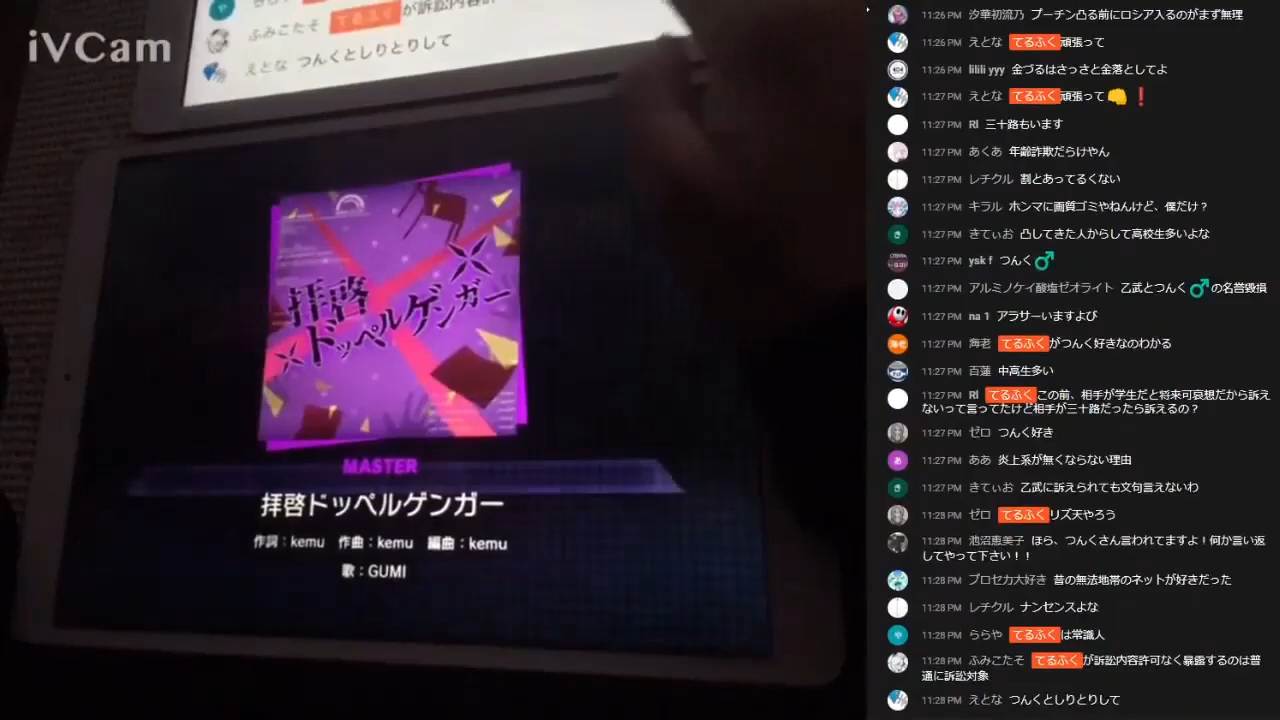 iVCam
ふみこたそ てるふく が訴訟内容許
えとな つんくとしりとりして
拝啓
ドッペルゲンガー
MASTER
拝啓ドッペルゲンガー
作詞：kemu 作曲：kemu 編曲：kemu
歌：GUMI
11:26 PM 汐華初流乃 プーチン凸る前にロシア入るのがまず無理
11:26 PM えとな てるふく頑張って
11:26 PM lilili yyy 金づるはさっさと金落としてよ
11:27 PM えとな てるふく頑張って👊❗
11:27 PM RI 三十路もいます
11:27 PM あくあ 年齢詐欺だらけやん
11:27 PM レチクル 割とあってるくない
11:27 PM キラル ホンマに画質ゴミやねんけど、僕だけ？
11:27 PM きてぃお 凸してきた人からして高校生多いよな
11:27 PM ysk f つんく♂
11:27 PM アルミノケイ酸塩ゼオライト 乙武とつんく♂の名誉毀損
11:27 PM na 1 アラサーいますよび
11:27 PM 海老 てるふくがつんく好きなのわかる
11:27 PM 百蓮 中高生多い
11:27 PM RI てるふくこの前、相手が学生だと将来可哀想だから訴え
ないって言ってたけど相手が三十路だったら訴えるの？
11:27 PM ゼロ つんく好き
11:27 PM ああ 炎上系が無くならない理由
11:27 PM きてぃお 乙武に訴えられても文句言えないわ
11:28 PM ゼロ てるふくリズ天やろう
11:28 PM 池沼恵美子 ほら、つんくさん言われてますよ！何か言い返
してやって下さい！！
11:28 PM プロセカ大好き 昔の無法地帯のネットが好きだった
11:28 PM レチクル ナンセンスよな
11:28 PM ららや てるふくは常識人
11:28 PM ふみこたそ てるふくが訴訟内容許可なく暴露するのは普
通に訴訟対象
11:28 PM えとな つんくとしりとりして